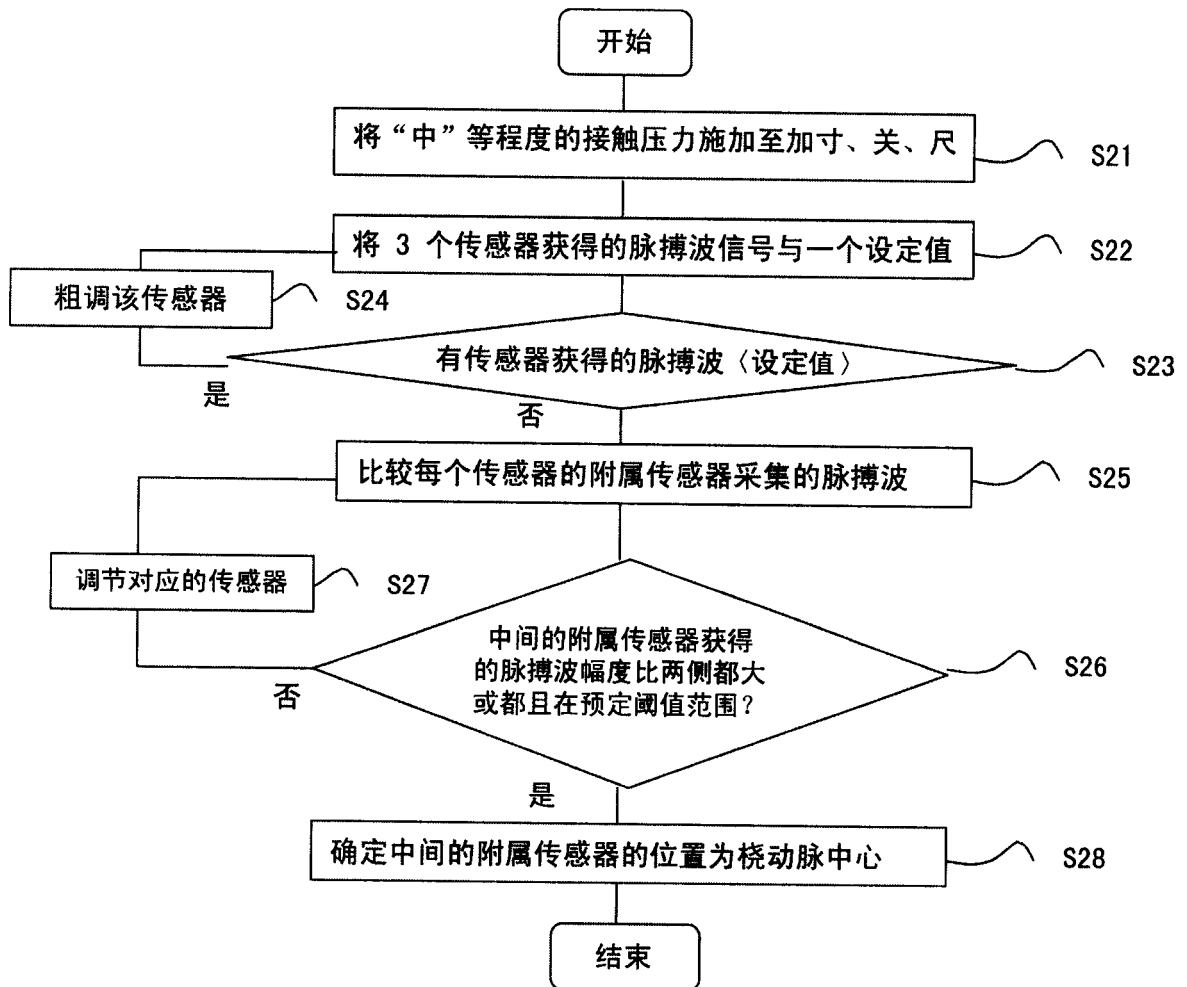 开始
将“中”等程度的接触压力施加至加寸、关、尺
S21
将 3 个传感器获得的脉搏波信号与一个设定值
S22
粗调该传感器
S24
有传感器获得的脉搏波〈设定值〉
S23
是
否
比较每个传感器的附属传感器采集的脉搏波
S25
调节对应的传感器
S27
中间的附属传感器获得
的脉搏波幅度比两侧都大
或都且在预定阈值范围？
S26
否
是
确定中间的附属传感器的位置为桡动脉中心
S28
结束